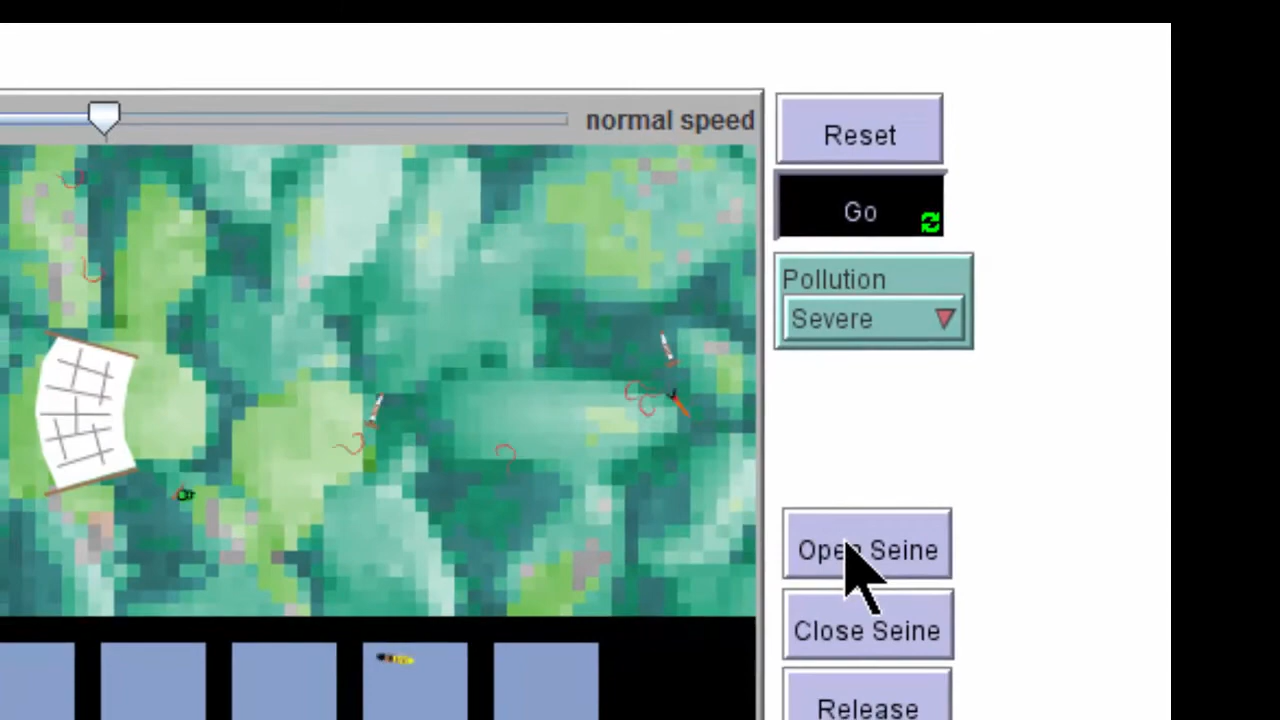 normal speed
Reset
Go
Pollution
Severe
Open Seine
Close Seine
Release